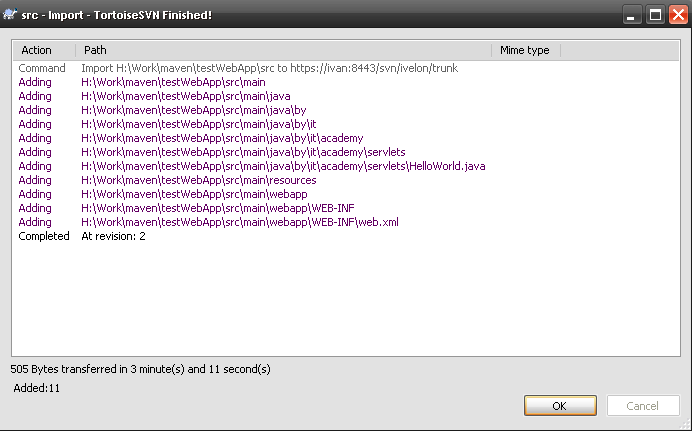 src - Import - TortoiseSVN Finished!
Action Path Mime type
Command Import H:\Work\maven\testWebApp\src to https://ivan:8443/svn/ivelon/trunk
Adding H:\Work\maven\testWebApp\src\main
Adding H:\Work\maven\testWebApp\src\main\java
Adding H:\Work\maven\testWebApp\src\main\java\by
Adding H:\Work\maven\testWebApp\src\main\java\by\it
Adding H:\Work\maven\testWebApp\src\main\java\by\it\academy
Adding H:\Work\maven\testWebApp\src\main\java\by\it\academy\servlets
Adding H:\Work\maven\testWebApp\src\main\java\by\it\academy\servlets\HelloWorld.java
Adding H:\Work\maven\testWebApp\src\main\resources
Adding H:\Work\maven\testWebApp\src\main\webapp
Adding H:\Work\maven\testWebApp\src\main\webapp\WEB-INF
Adding H:\Work\maven\testWebApp\src\main\webapp\WEB-INF\web.xml
Completed At revision: 2
505 Bytes transferred in 3 minute(s) and 11 second(s)
Added:11
OK Cancel